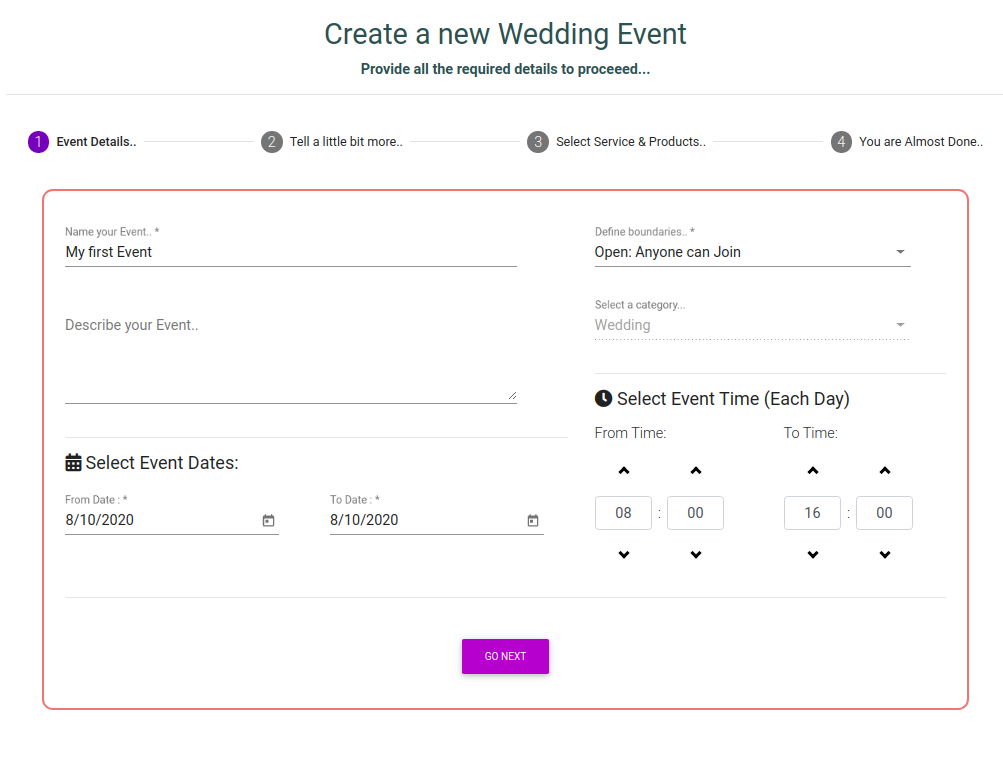 Create a new Wedding Event
Provide all the required details to proceeed...
1 Event Details..
2 Tell a little bit more..
3 Select Service & Products..
4 You are Almost Done..
Name your Event.. *
My first Event
Describe your Event..
Select Event Dates:
From Date : *
8/10/2020
To Date : *
8/10/2020
Define boundaries.. *
Open: Anyone can Join
Select a category...
Wedding
Select Event Time (Each Day)
From Time:
08 : 00
To Time:
16 : 00
GO NEXT